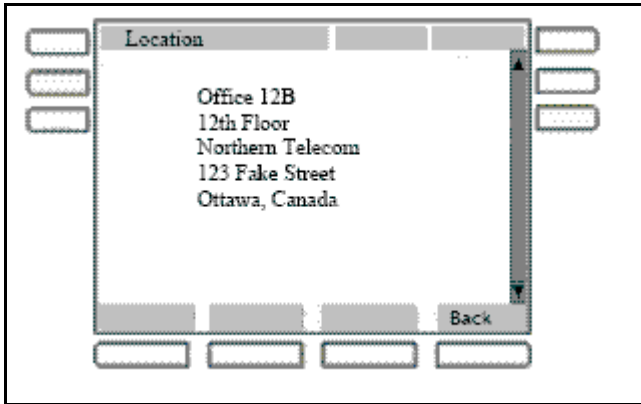 Location
Office 12B
12th Floor
Northern Telecom
123 Fake Street
Ottawa, Canada
Back